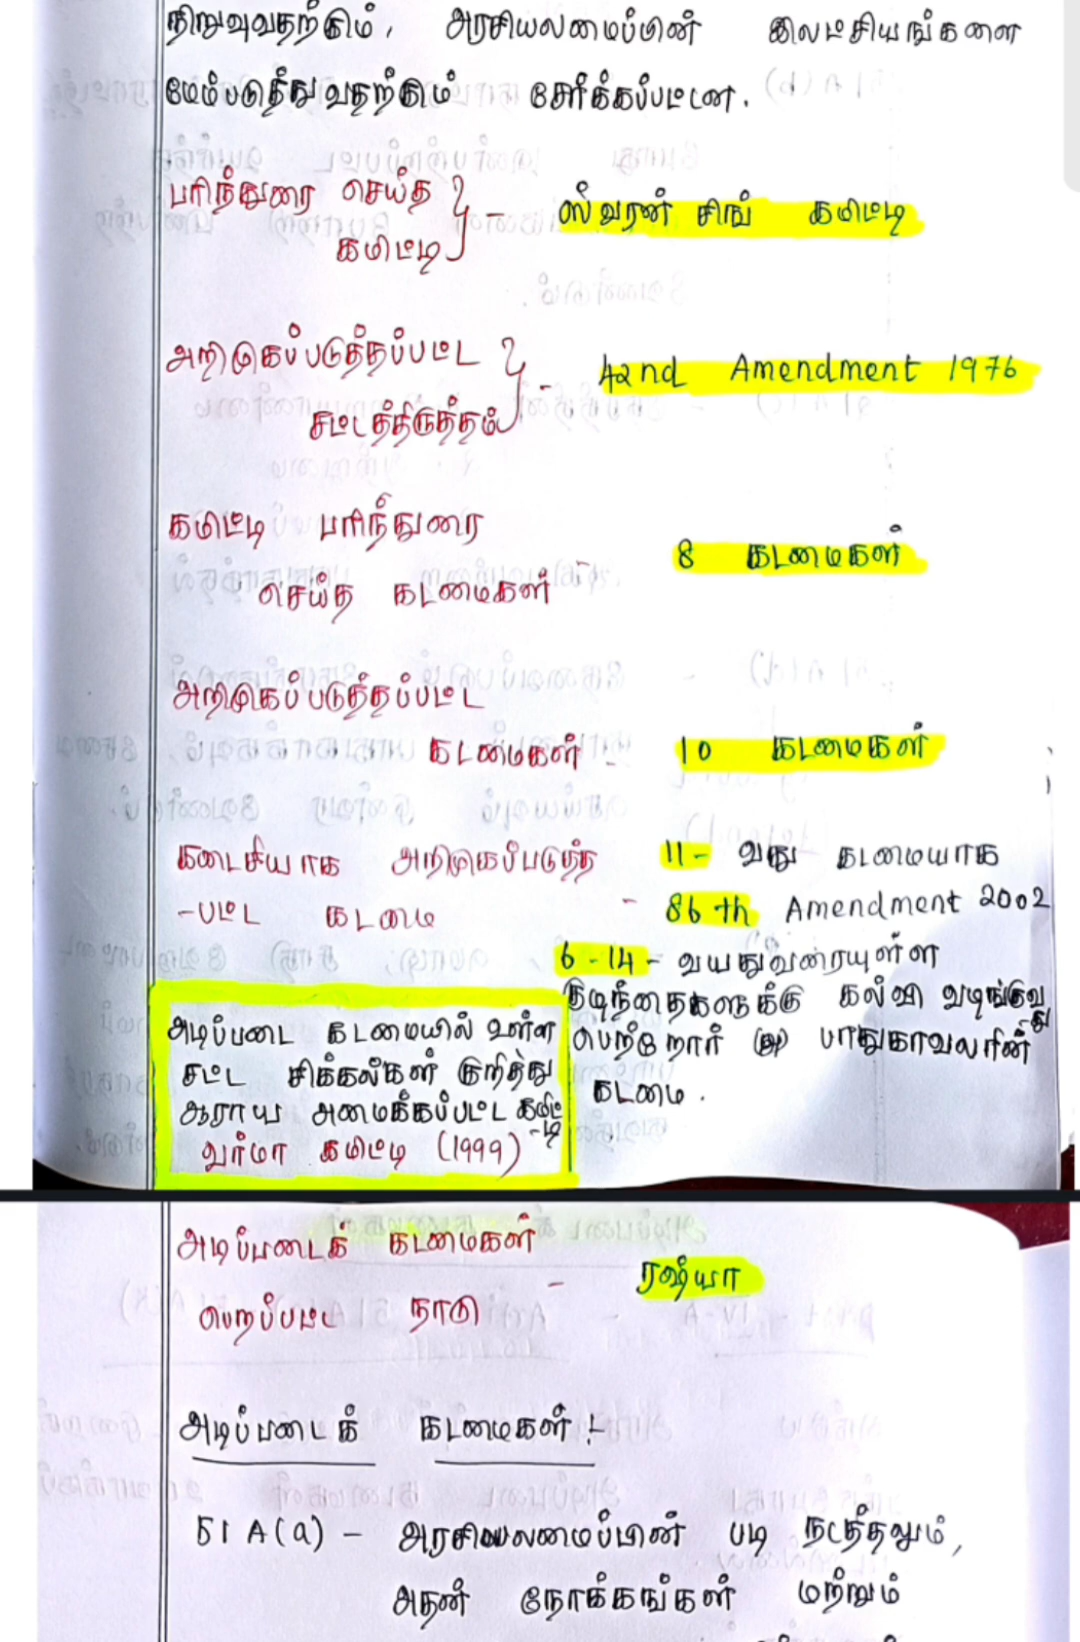 நிறுவுவதற்கும், அரசியலமைப்பின் இலட்சியங்களை
மேம்படுத்துவதற்கும் சேர்க்கப்பட்டன.
பரிந்துரை செய்த } - ஸ்வரன் சிங் கமிட்டி
கமிட்டி
அறிமுகப்படுத்தப்பட்ட } - 42nd Amendment 1976
சட்டத்திருத்தம்
கமிட்டி பரிந்துரை
செய்த கடமைகள் - 8 கடமைகள்
அறிமுகப்படுத்தப்பட்ட
கடமைகள் - 10 கடமைகள்
கடைசியாக அறிமுகப்படுத்த 11 - வது கடமையாக
-பட்ட கடமை - 86th Amendment 2002
6 - 14 - வயதுவரையுள்ள
குழந்தைகளுக்கு கல்வி வழங்குவது
பெற்றோர் (அ) பாதுகாவலரின்
கடமை.
அடிப்படை கடமையில் உள்ள
சட்ட சிக்கல்கள் குறித்து
ஆராய அமைக்கப்பட்ட கமிட்
-டி
வர்மா கமிட்டி (1999)
அடிப்படைக் கடமைகள்
பெறப்பட்ட நாடு - ரஷ்யா
அடிப்படைக் கடமைகள் :-
51 A(a) - அரசியலமைப்பின் படி நடத்தலும்,
அதன் நோக்கங்கள் மற்றும்